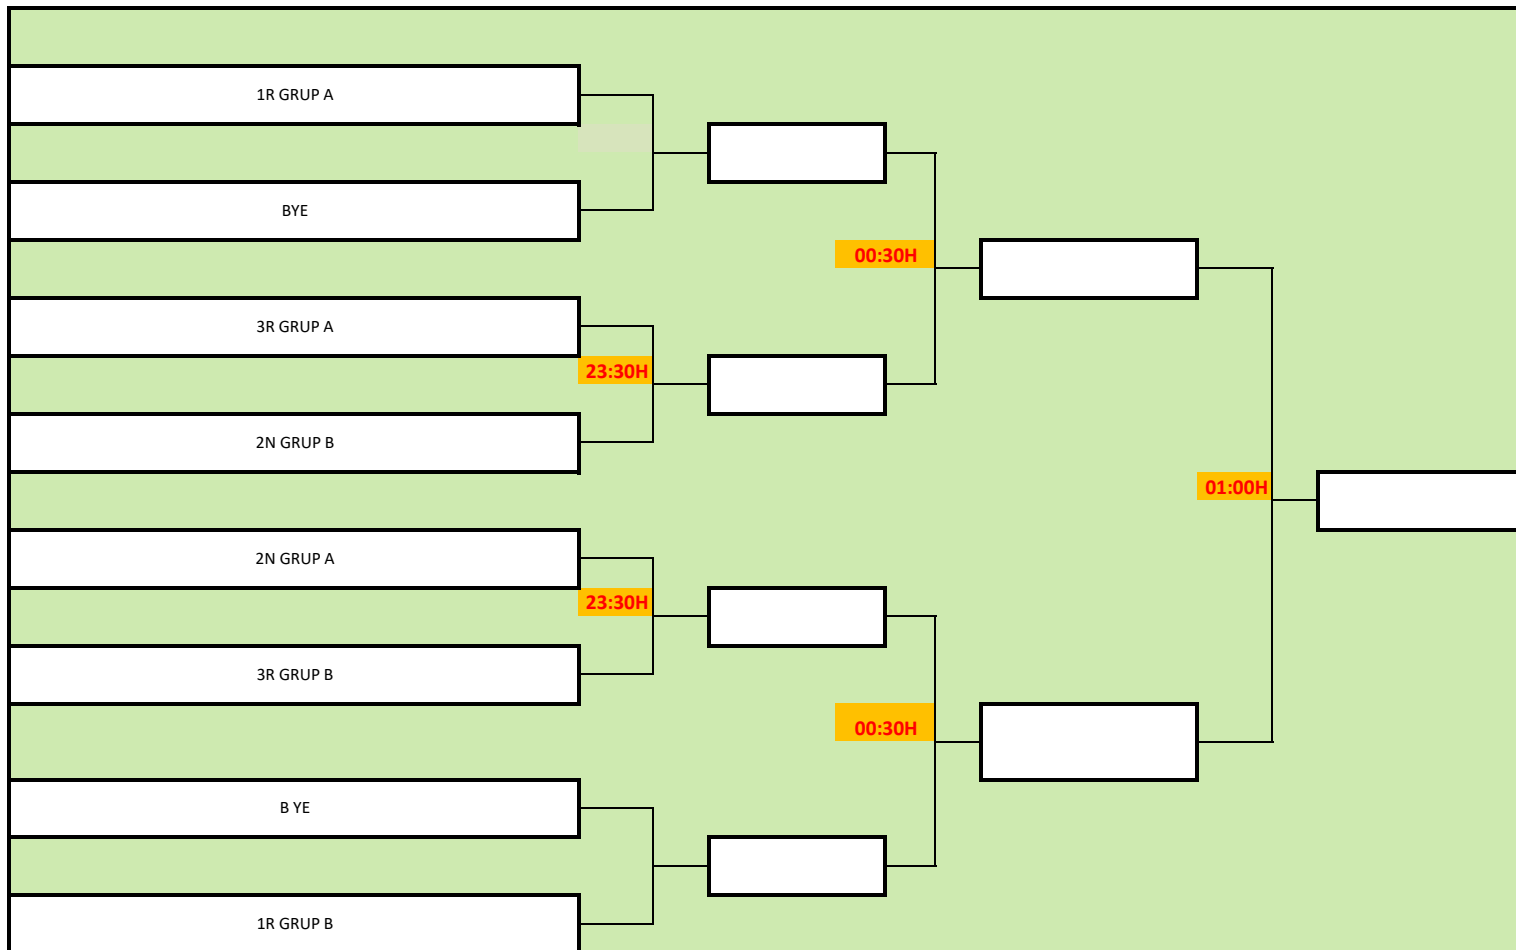 1R GRUP A
BYE
00:30H
3R GRUP A
23:30H
2N GRUP B
01:00H
2N GRUP A
23:30H
3R GRUP B
00:30H
B YE
1R GRUP B